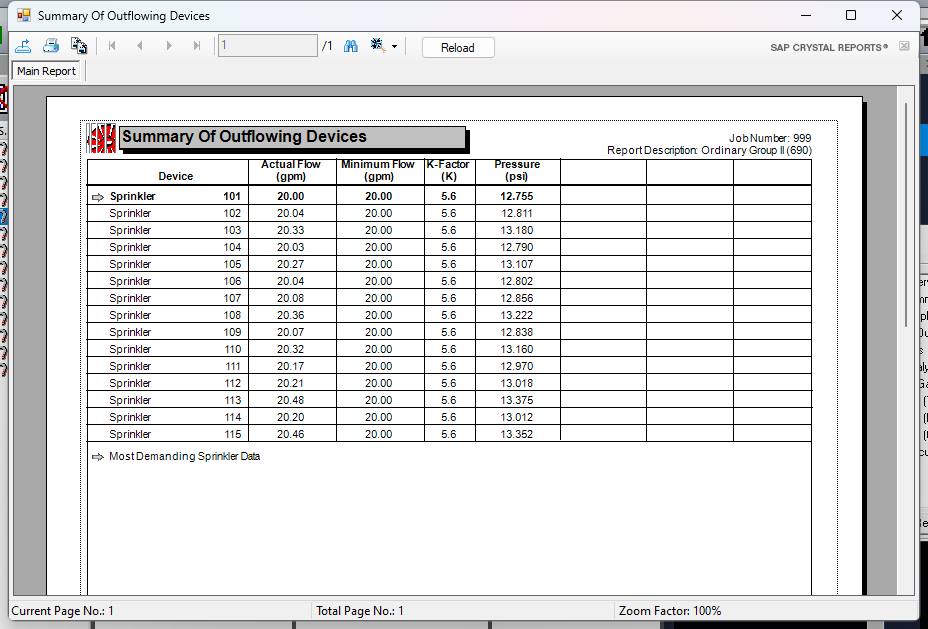 Summary Of Outflowing Devices
1 /1 Reload SAP CRYSTAL REPORTS®
Main Report
Summary Of Outflowing Devices
Job Number: 999
Report Description: Ordinary Group II (690)
Device Actual Flow (gpm) Minimum Flow (gpm) K-Factor (K) Pressure (psi)
Sprinkler 101 20.00 20.00 5.6 12.755
Sprinkler 102 20.04 20.00 5.6 12.811
Sprinkler 103 20.33 20.00 5.6 13.180
Sprinkler 104 20.03 20.00 5.6 12.790
Sprinkler 105 20.27 20.00 5.6 13.107
Sprinkler 106 20.04 20.00 5.6 12.802
Sprinkler 107 20.08 20.00 5.6 12.856
Sprinkler 108 20.36 20.00 5.6 13.222
Sprinkler 109 20.07 20.00 5.6 12.838
Sprinkler 110 20.32 20.00 5.6 13.160
Sprinkler 111 20.17 20.00 5.6 12.970
Sprinkler 112 20.21 20.00 5.6 13.018
Sprinkler 113 20.48 20.00 5.6 13.375
Sprinkler 114 20.20 20.00 5.6 13.012
Sprinkler 115 20.46 20.00 5.6 13.352
Most Demanding Sprinkler Data
Current Page No.: 1 Total Page No.: 1 Zoom Factor: 100%